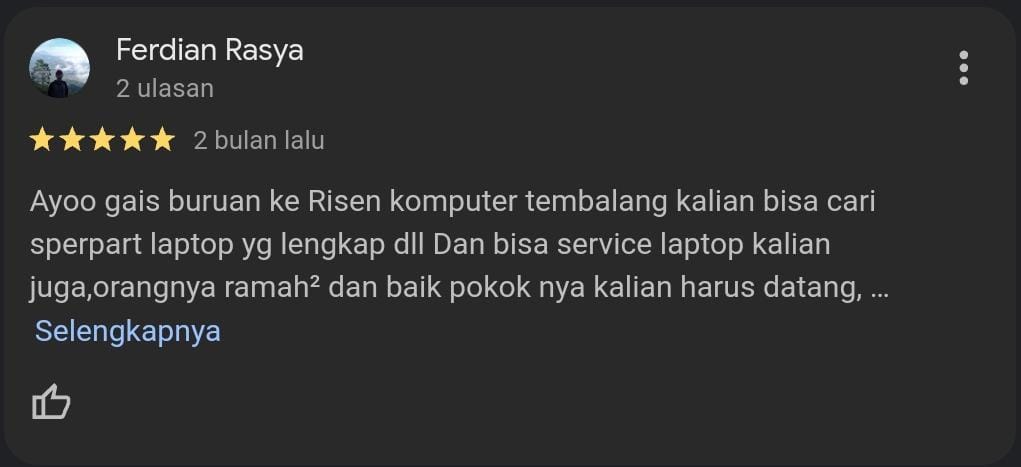 Ferdian Rasya
2 ulasan
2 bulan lalu
Ayoo gais buruan ke Risen komputer tembalang kalian bisa cari
sperpart laptop yg lengkap dll Dan bisa service laptop kalian
juga,orangnya ramah² dan baik pokok nya kalian harus datang, ...
Selengkapnya